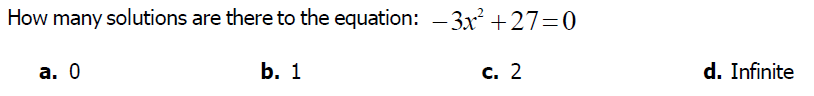 How many solutions are there to the equation: −3x² +27=0
a. 0 b. 1 c. 2 d. Infinite